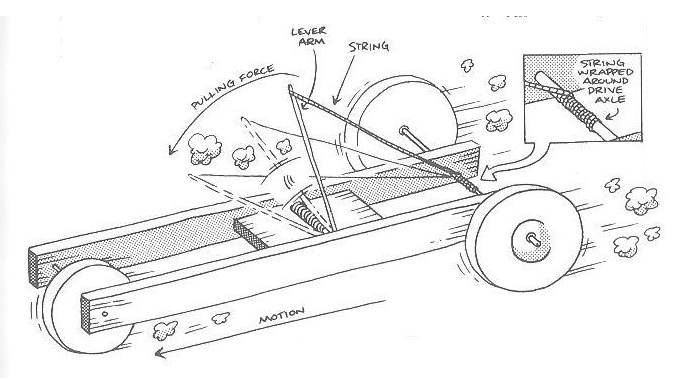 LEVER
ARM
STRING
PULLING FORCE
STRING
WRAPPED
AROUND
DRIVE
AXLE
MOTION